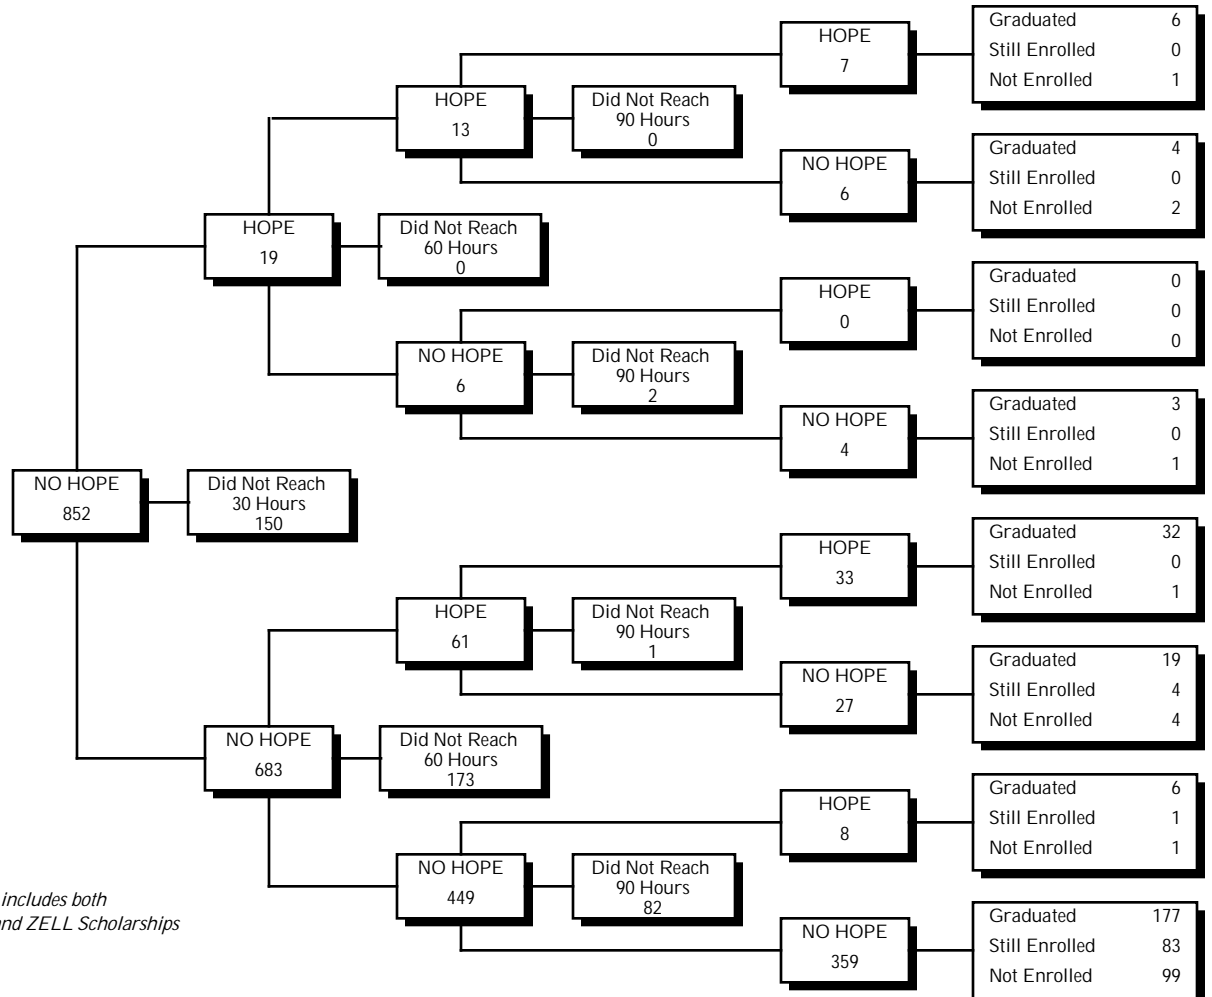 NO HOPE
852
Did Not Reach
30 Hours
150
HOPE
19
Did Not Reach
60 Hours
0
NO HOPE
683
Did Not Reach
60 Hours
173
HOPE
13
Did Not Reach
90 Hours
0
NO HOPE
6
Did Not Reach
90 Hours
2
HOPE
61
Did Not Reach
90 Hours
1
NO HOPE
449
Did Not Reach
90 Hours
82
HOPE
7
Graduated 6
Still Enrolled 0
Not Enrolled 1
NO HOPE
6
Graduated 4
Still Enrolled 0
Not Enrolled 2
HOPE
0
Graduated 0
Still Enrolled 0
Not Enrolled 0
NO HOPE
4
Graduated 3
Still Enrolled 0
Not Enrolled 1
HOPE
33
Graduated 32
Still Enrolled 0
Not Enrolled 1
NO HOPE
27
Graduated 19
Still Enrolled 4
Not Enrolled 4
HOPE
8
Graduated 6
Still Enrolled 1
Not Enrolled 1
NO HOPE
359
Graduated 177
Still Enrolled 83
Not Enrolled 99
includes both
nd ZELL Scholarships